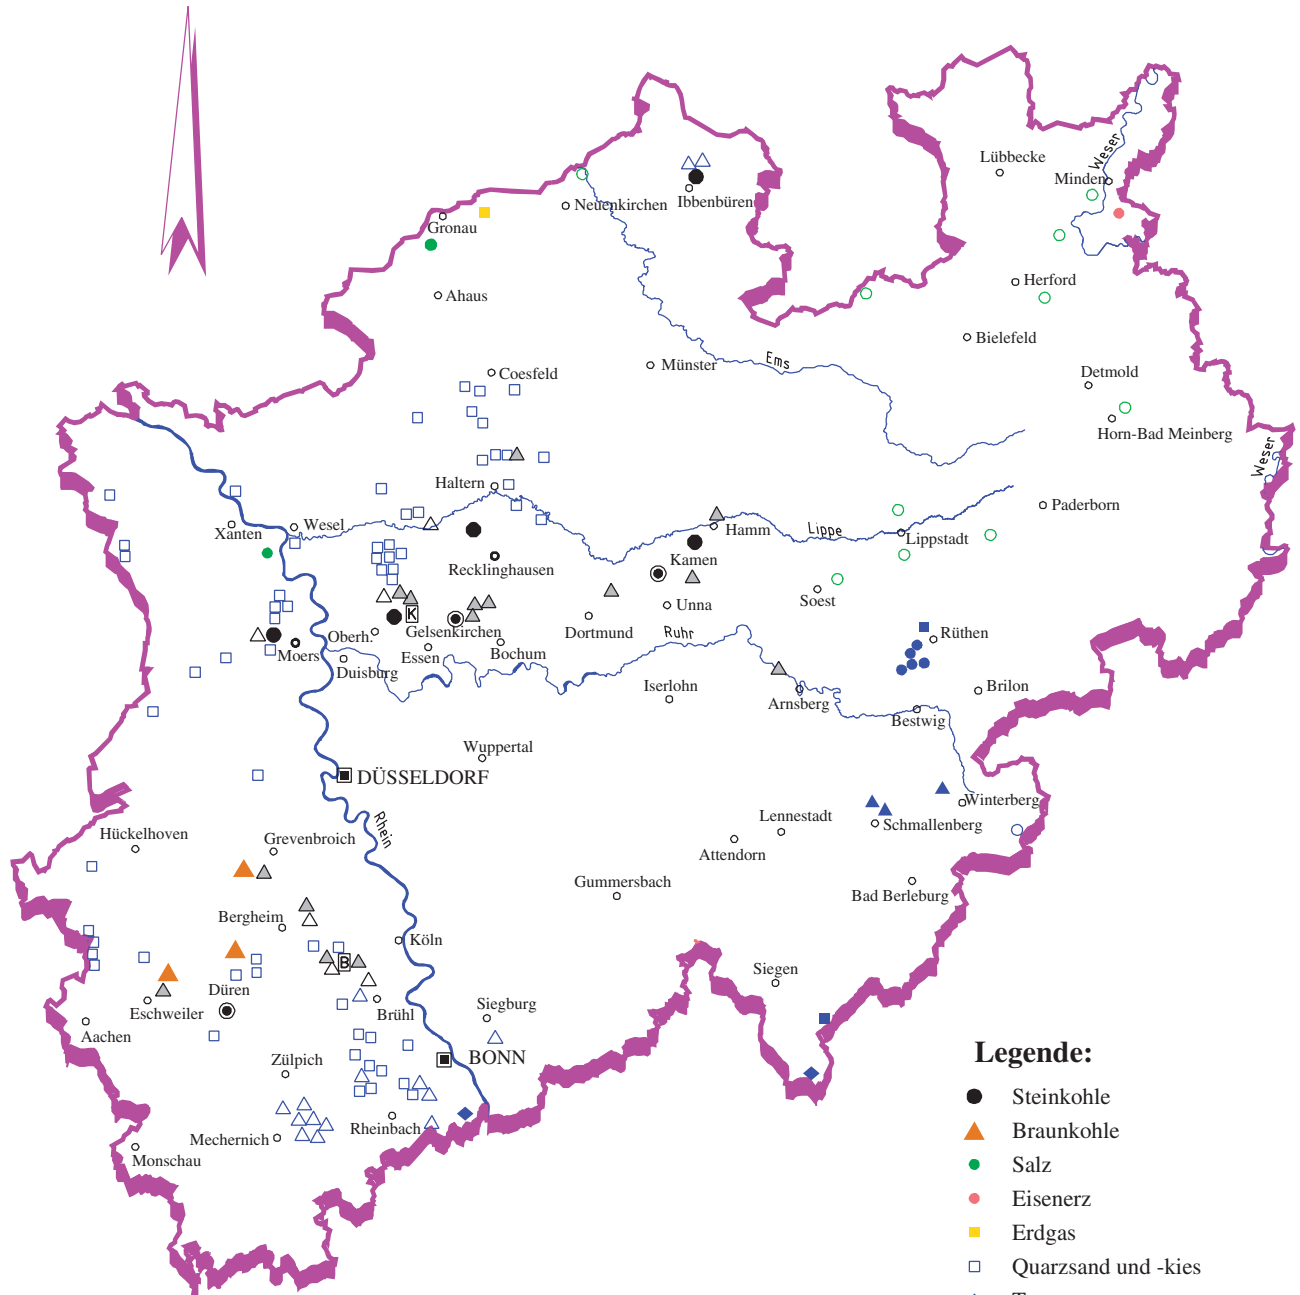 Lübbecke
Weser
Minden
Neuenkirchen
Ibbenbüren
Gronau
Herford
Ahaus
Bielefeld
Ems
Münster
Coesfeld
Detmold
Horn-Bad Meinberg
Weser
Haltern
Paderborn
Xanten
Wesel
Hamm
Lippe
Lippstadt
Kamen
Recklinghausen
Soest
Unna
K
Dortmund
Ruhr
Rüthen
Oberh.
Gelsenkirchen
Moers
Essen
Bochum
Duisburg
Iserlohn
Arnsberg
Brilon
Bestwig
Wuppertal
DÜSSELDORF
Winterberg
Lennestadt
Schmallenberg
Rhein
Hückelhoven
Grevenbroich
Attendorn
Gummersbach
Bad Berleburg
Bergheim
Köln
B
Siegen
Düren
Eschweiler
Brühl
Siegburg
Aachen
BONN
Zülpich
Rheinbach
Mechernich
Monschau
Legende:
Steinkohle
Braunkohle
Salz
Eisenerz
Erdgas
Quarzsand und -kies